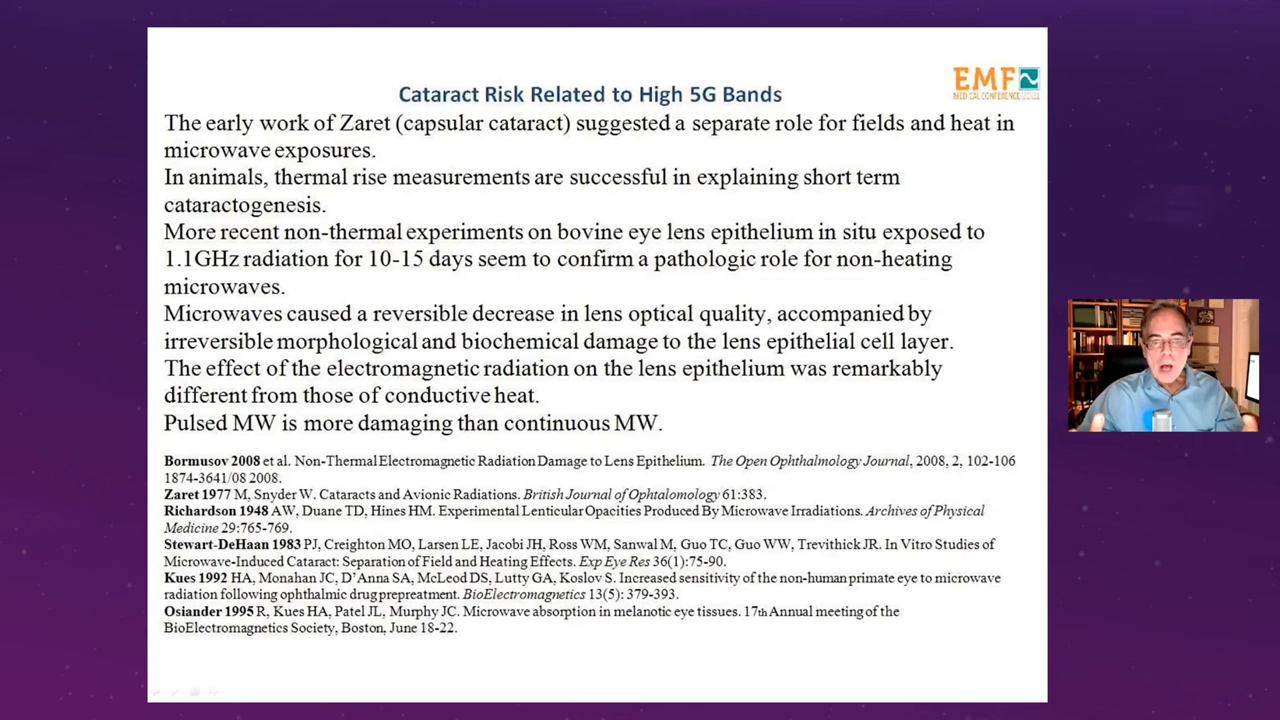 EMF
MEDICAL CONFERENCE 2021
Cataract Risk Related to High 5G Bands
The early work of Zaret (capsular cataract) suggested a separate role for fields and heat in
microwave exposures.
In animals, thermal rise measurements are successful in explaining short term
cataractogenesis.
More recent non-thermal experiments on bovine eye lens epithelium in situ exposed to
1.1GHz radiation for 10-15 days seem to confirm a pathologic role for non-heating
microwaves.
Microwaves caused a reversible decrease in lens optical quality, accompanied by
irreversible morphological and biochemical damage to the lens epithelial cell layer.
The effect of the electromagnetic radiation on the lens epithelium was remarkably
different from those of conductive heat.
Pulsed MW is more damaging than continuous MW.
Bormusov 2008 et al. Non-Thermal Electromagnetic Radiation Damage to Lens Epithelium. The Open Ophthalmology Journal, 2008, 2, 102-106
1874-3641/08 2008.
Zaret 1977 M, Snyder W. Cataracts and Avionic Radiations. British Journal of Ophtalomology 61:383.
Richardson 1948 AW, Duane TD, Hines HM. Experimental Lenticular Opacities Produced By Microwave Irradiations. Archives of Physical
Medicine 29:765-769.
Stewart-DeHaan 1983 PJ, Creighton MO, Larsen LE, Jacobi JH, Ross WM, Sanwal M, Guo TC, Guo WW, Trevithick JR. In Vitro Studies of
Microwave-Induced Cataract: Separation of Field and Heating Effects. Exp Eye Res 36(1):75-90.
Kues 1992 HA, Monahan JC, D'Anna SA, McLeod DS, Lutty GA, Koslov S. Increased sensitivity of the non-human primate eye to microwave
radiation following ophthalmic drug prepreatment. BioElectromagnetics 13(5): 379-393.
Osiander 1995 R, Kues HA, Patel JL, Murphy JC. Microwave absorption in melanotic eye tissues. 17th Annual meeting of the
BioElectromagnetics Society, Boston, June 18-22.